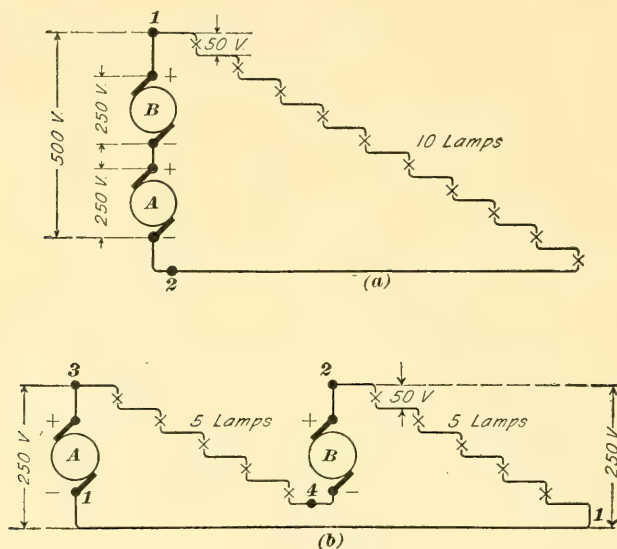 1
50 V.
+
250 V.
B
500 V.
−
+
10 Lamps
250 V.
A
−
2
(a)
3
2
50 V
+
5 Lamps
+
5 Lamps
250 V
A
B
250 V
−
1
4
−
1
(b)